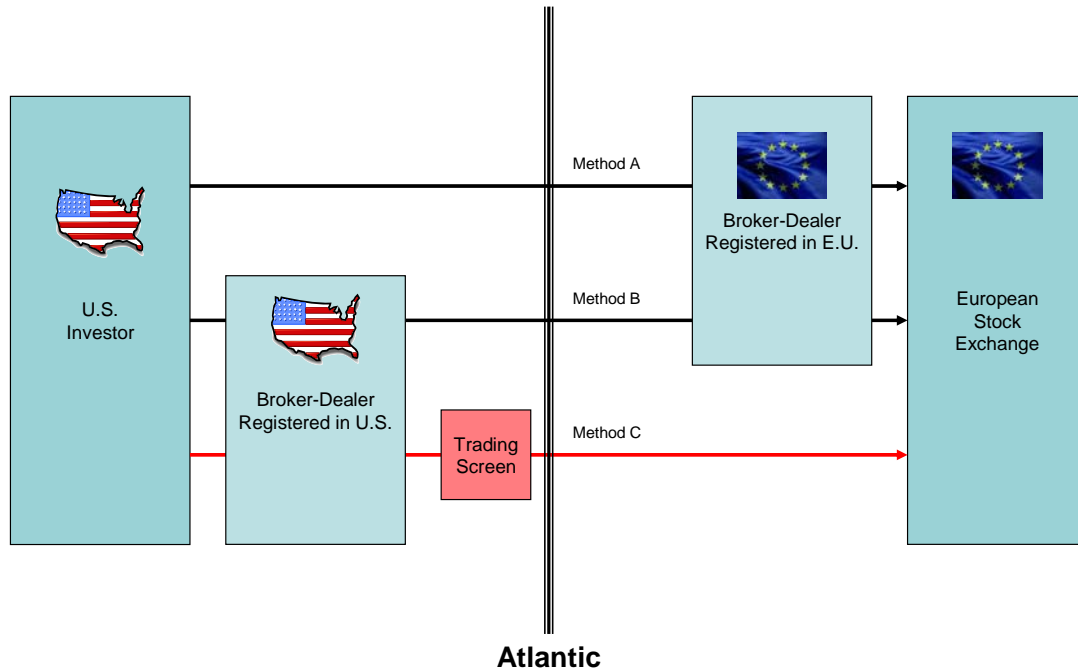 Method A
Broker-Dealer
Registered in E.U.
U.S.
Investor
Method B
European
Stock
Exchange
Broker-Dealer
Registered in U.S.
Trading
Screen
Method C
Atlantic